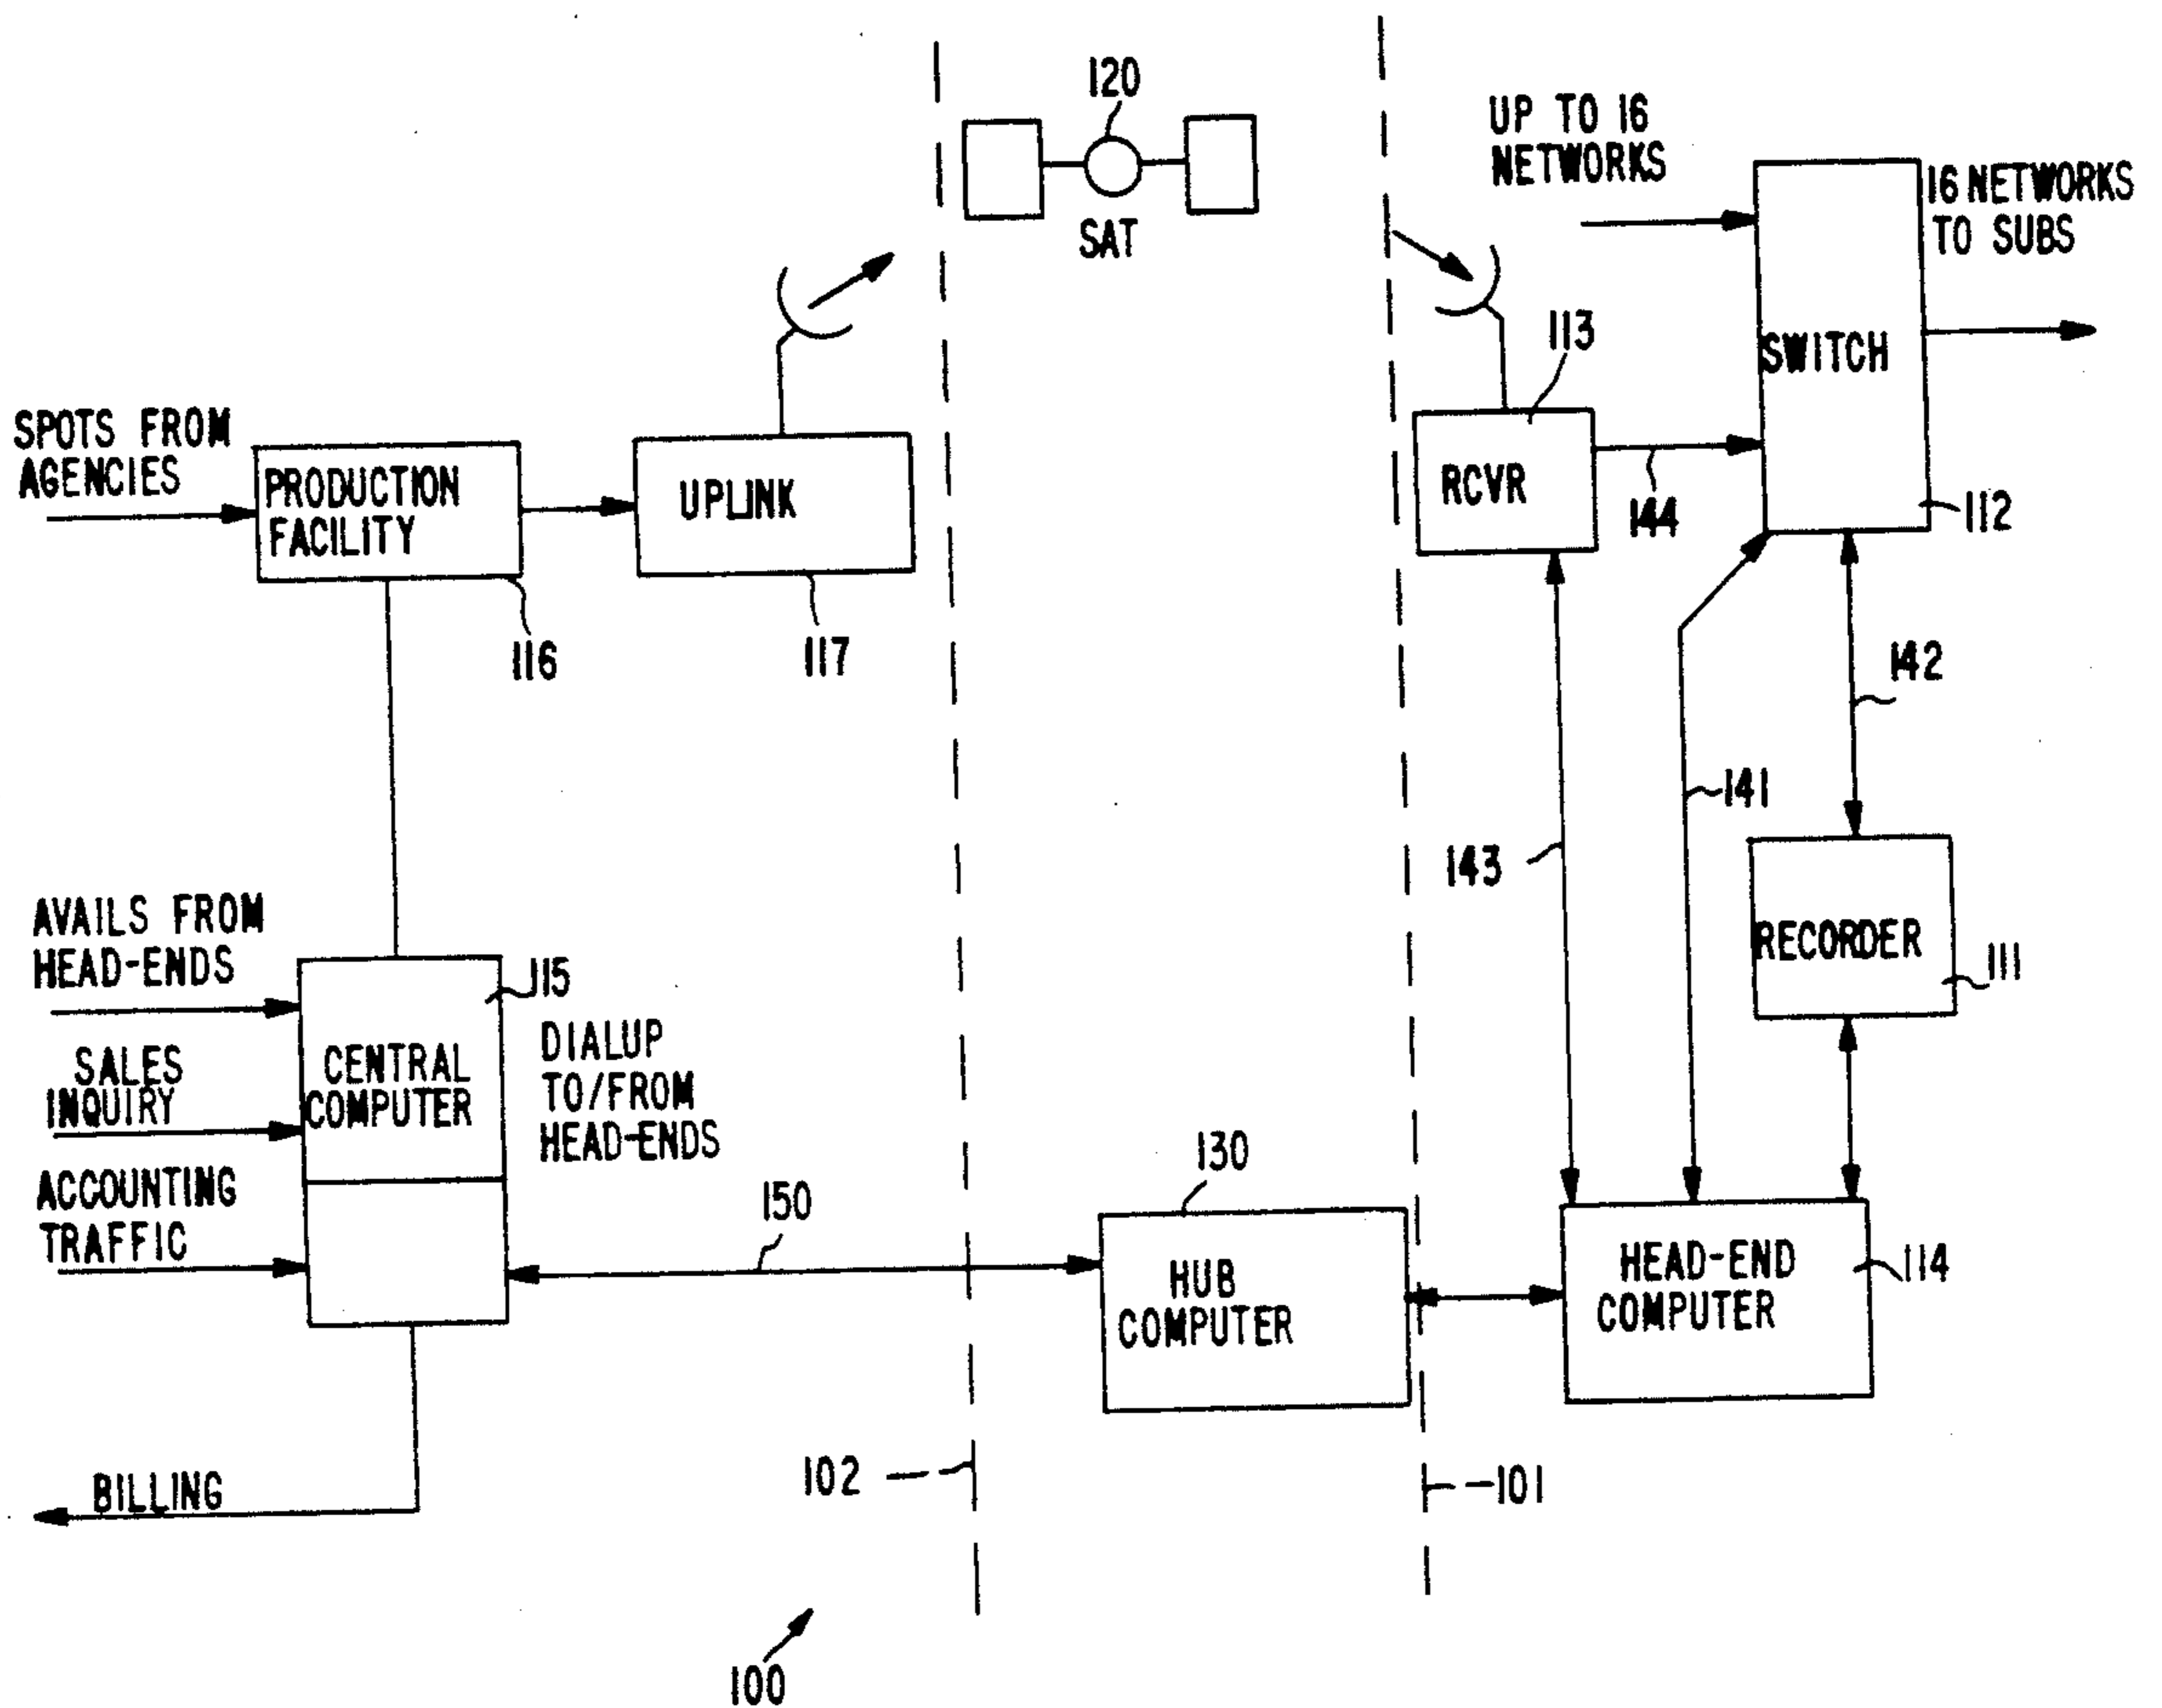 120
SAT
UP TO 16
NETWORKS
16 NETWORKS
TO SUBS
SWITCH
112
113
RCVR
144
SPOTS FROM
AGENCIES
PRODUCTION
FACILITY
116
UPLINK
117
142
141
143
RECORDER
111
AVAILS FROM
HEAD-ENDS
115
SALES
INQUIRY
CENTRAL
COMPUTER
DIALUP
TO/FROM
HEAD-ENDS
ACCOUNTING
TRAFFIC
150
130
HUB
COMPUTER
HEAD-END
COMPUTER
114
BILLING
102
101
100